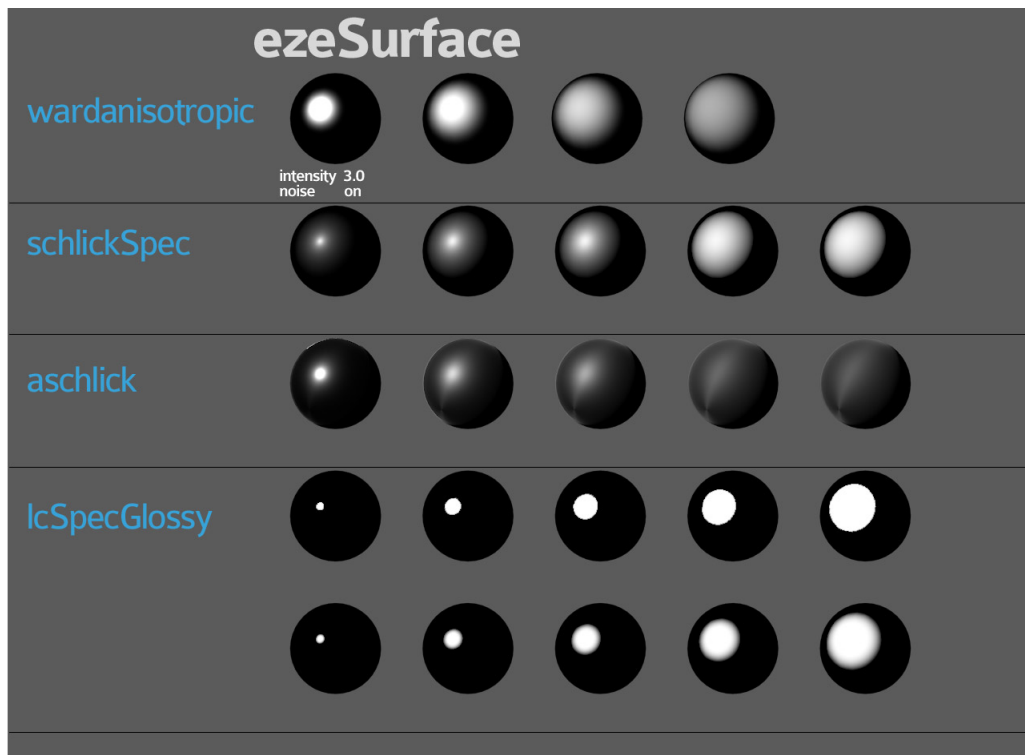 ezeSurface
wardanisotropic
intensity 3.0
noise on
schlickSpec
aschlick
lcSpecGlossy